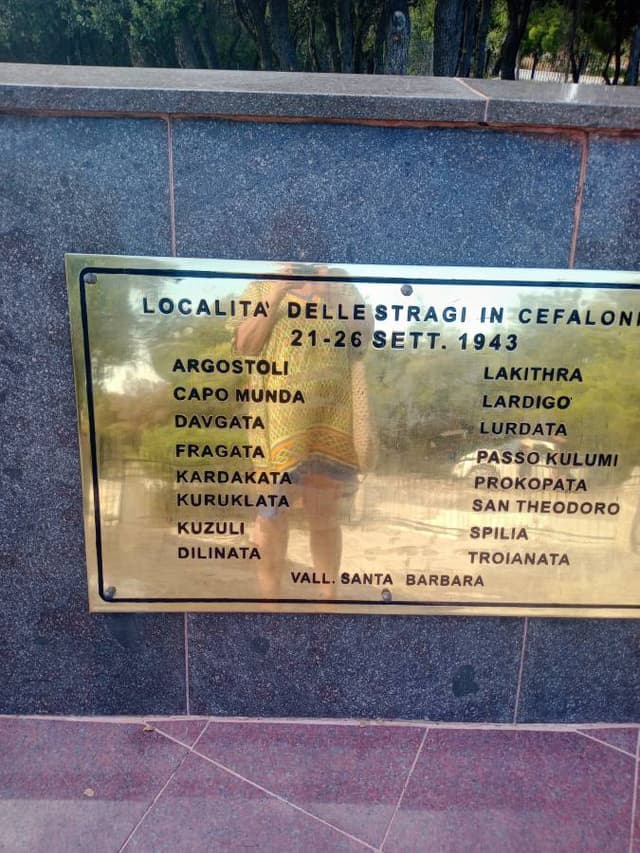 LOCALITA' DELLE STRAGI IN CEFALONI
21-26 SETT. 1943
ARGOSTOLI
CAPO MUNDA
DAVGATA
FRAGATA
KARDAKATA
KURUKLATA
KUZULI
DILINATA
LAKITHRA
LARDIGO'
LURDATA
PASSO KULUMI
PROKOPATA
SAN THEODORO
SPILIA
TROIANATA
VALL. SANTA BARBARA